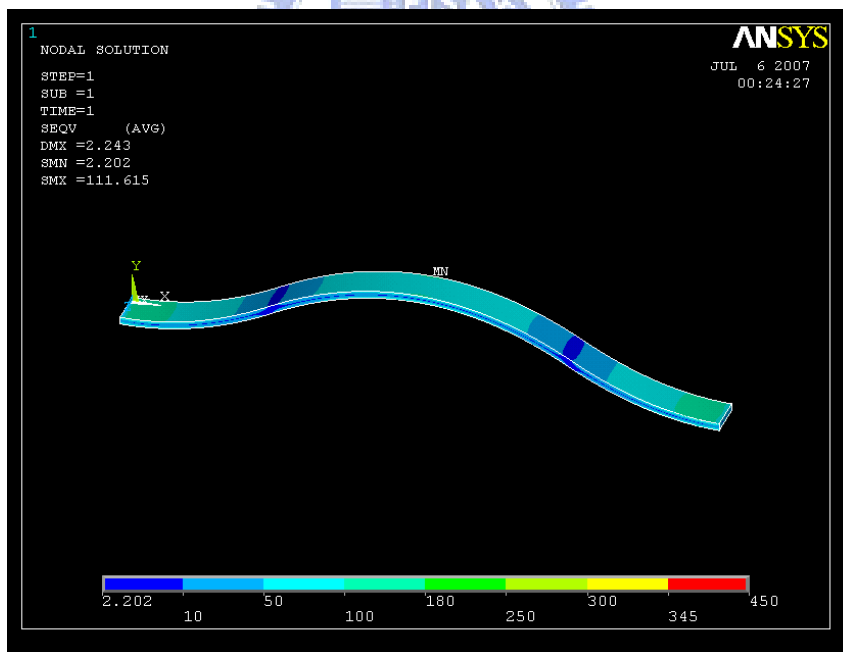 1
NODAL SOLUTION
STEP=1
SUB =1
TIME=1
SEQV (AVG)
DMX =2.243
SMN =2.202
SMX =111.615
ANSYS
JUL 6 2007
00:24:27
Y
X
MN
2.202 50 180 300 450
10 100 250 345